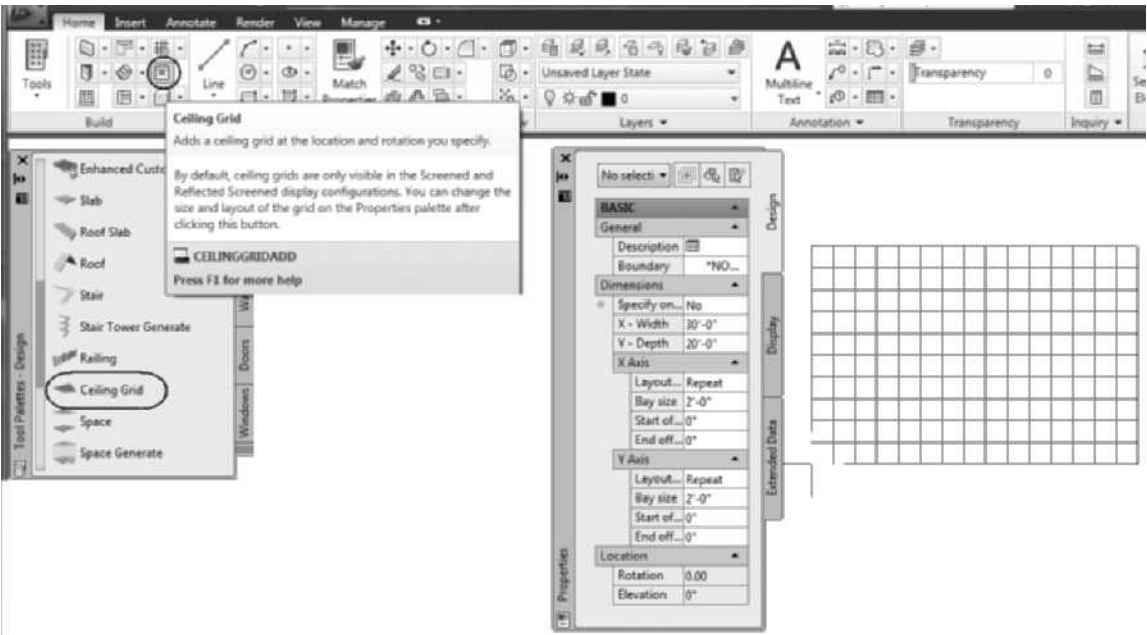 Home Insert Annotate Render View Manage
Tools
Line
Match
Properties
Unsaved Layer State
0
A
Multiline
Text
Transparency 0
Build
Layers
Annotation
Transparency
Inquiry
Ceiling Grid
Adds a ceiling grid at the location and rotation you specify.
By default, ceiling grids are only visible in the Screened and
Reflected Screened display configurations. You can change the
size and layout of the grid on the Properties palette after
clicking this button.
CEILINGGRIDADD
Press F1 for more help
Enhanced Custo
Slab
Roof Slab
Roof
Stair
Stair Tower Generate
Railing
Ceiling Grid
Space
Space Generate
Tool Palettes - Design
Doors
Windows
No selecti
BASIC
General
Description
Boundary *NO...
Dimensions
Specify on... No
X - Width 30'-0"
Y - Depth 20'-0"
X Axis
Layout... Repeat
Bay size 2'-0"
Start of... 0"
End off... 0"
Y Axis
Layout... Repeat
Bay size 2'-0"
Start of... 0"
End off... 0"
Location
Rotation 0.00
Elevation 0"
Properties
Design
Display
Extended Data